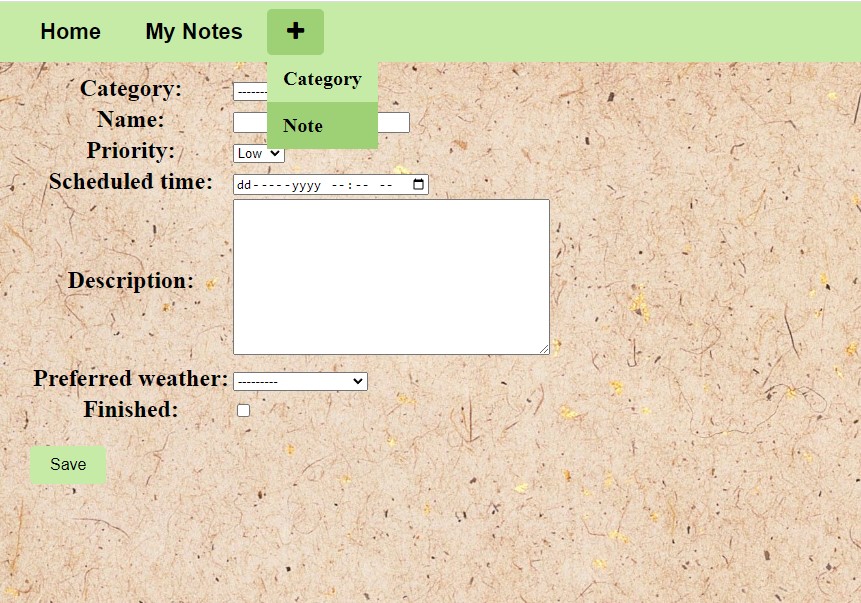 Home My Notes +
Category
Category: -------
Note
Name:
Priority: Low
Scheduled time: dd-----yyyy --:-- --
Description:
Preferred weather: ---------
Finished:
Save